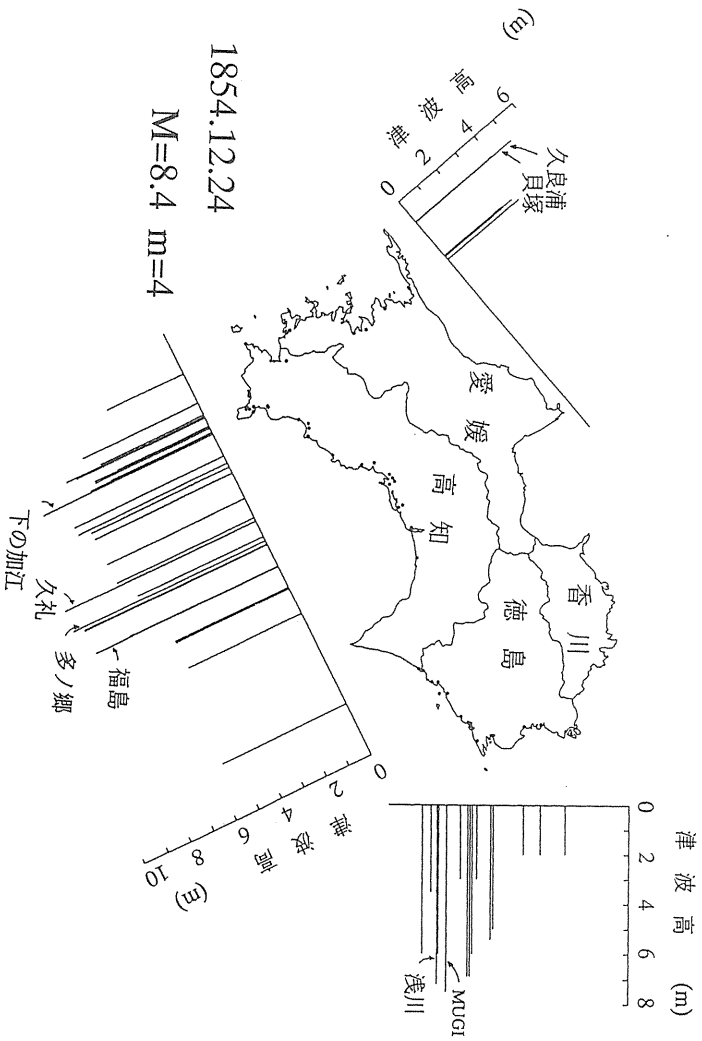 1854.12.24
M=8.4 m=4
津波高 (m)
0 2 4 6
久良浦
貝塚
愛媛
高知
香川
徳島
津波高 (m)
0 2 4 6 8
MUGI
浅川
津波高 (m)
0 2 4 6 8 10
下の加江
久礼
多ノ郷
福島